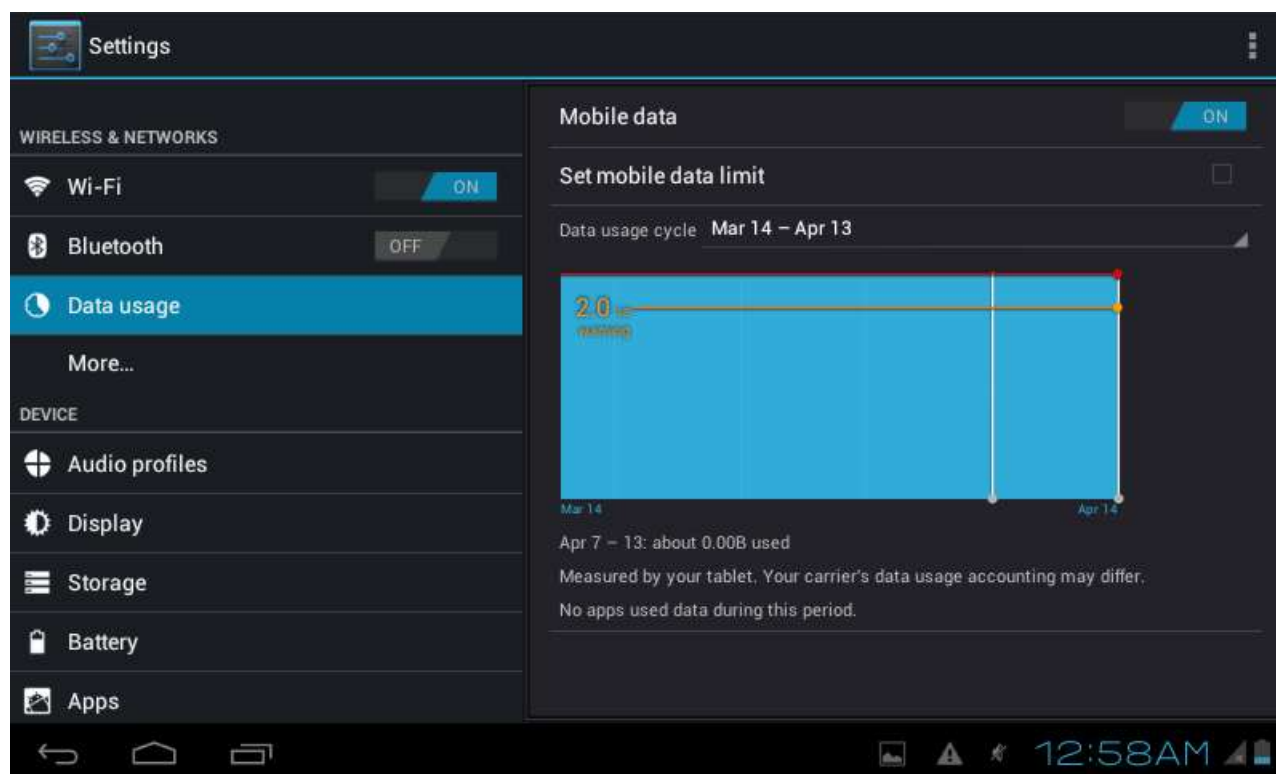 Settings
WIRELESS & NETWORKS
Wi-Fi ON
Bluetooth OFF
Data usage
More...
DEVICE
Audio profiles
Display
Storage
Battery
Apps
Mobile data ON
Set mobile data limit
Data usage cycle Mar 14 – Apr 13
2.0
warning
Mar 14 Apr 14
Apr 7 – 13: about 0.00B used
Measured by your tablet. Your carrier's data usage accounting may differ.
No apps used data during this period.
12:58AM